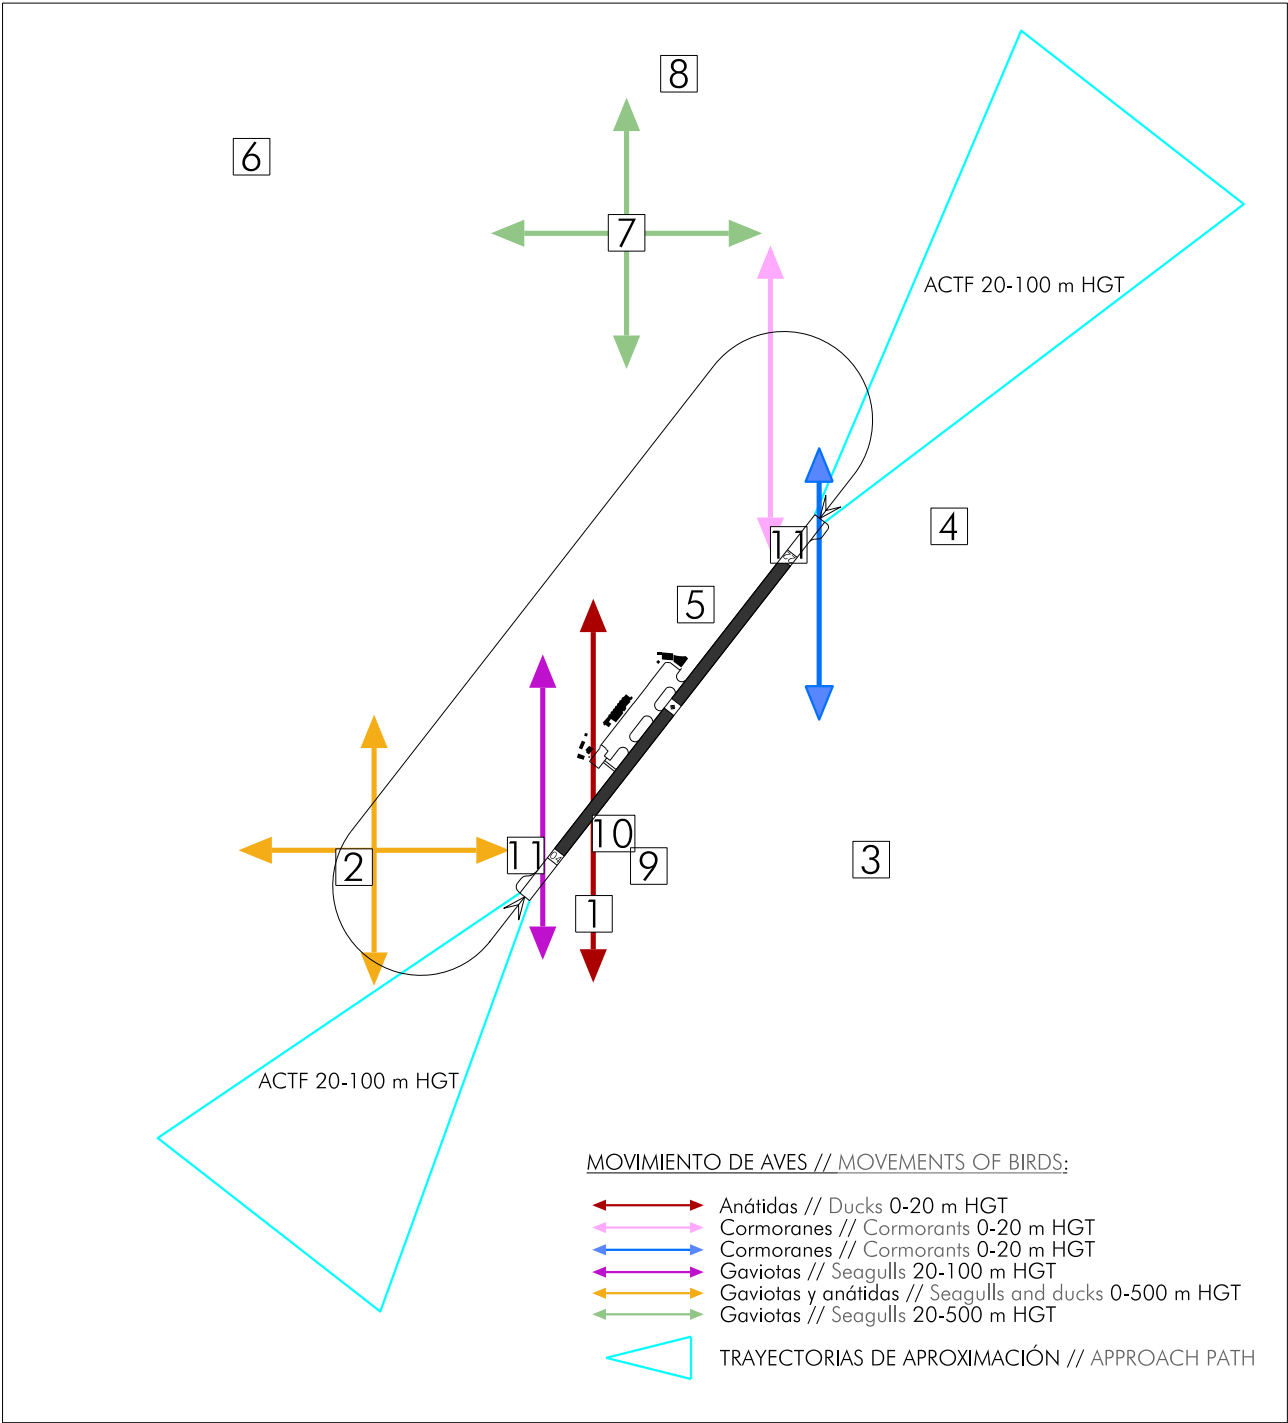 8
6
7
ACTF 20-100 m HGT
4
11
5
10
11
2
9
3
1
ACTF 20-100 m HGT
MOVIMIENTO DE AVES // MOVEMENTS OF BIRDS:
Anátidas // Ducks 0-20 m HGT
Cormoranes // Cormorants 0-20 m HGT
Cormoranes // Cormorants 0-20 m HGT
Gaviotas // Seagulls 20-100 m HGT
Gaviotas y anátidas // Seagulls and ducks 0-500 m HGT
Gaviotas // Seagulls 20-500 m HGT
TRAYECTORIAS DE APROXIMACIÓN // APPROACH PATH